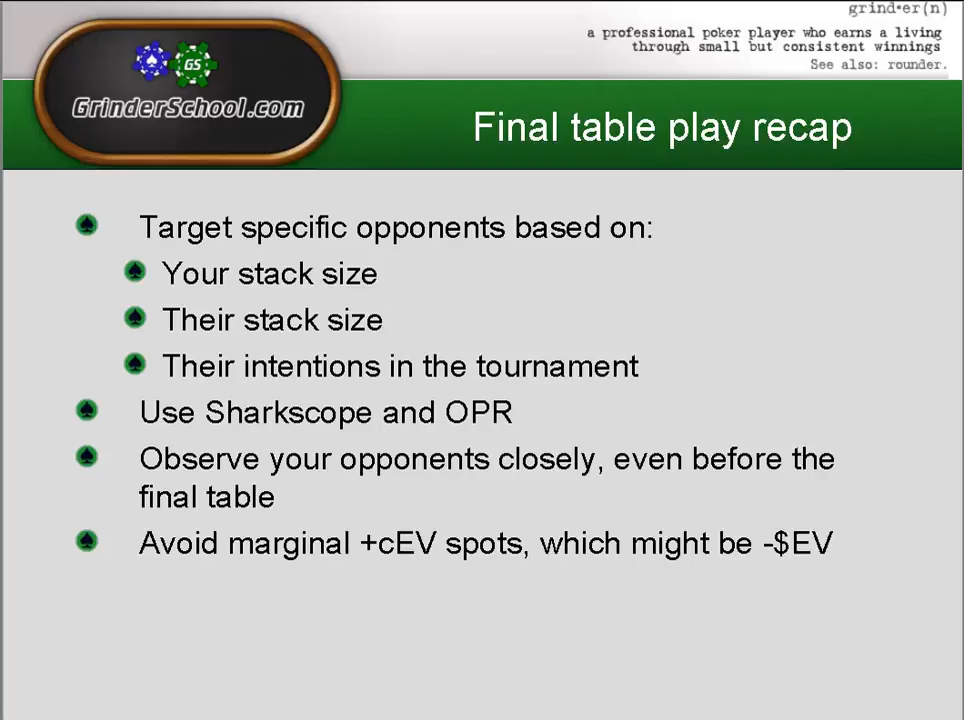 grind•er(n)
a professional poker player who earns a living
through small but consistent winnings
See also: rounder.
GS
GrinderSchool.com
Final table play recap
Target specific opponents based on:
Your stack size
Their stack size
Their intentions in the tournament
Use Sharkscope and OPR
Observe your opponents closely, even before the
final table
Avoid marginal +cEV spots, which might be -$EV